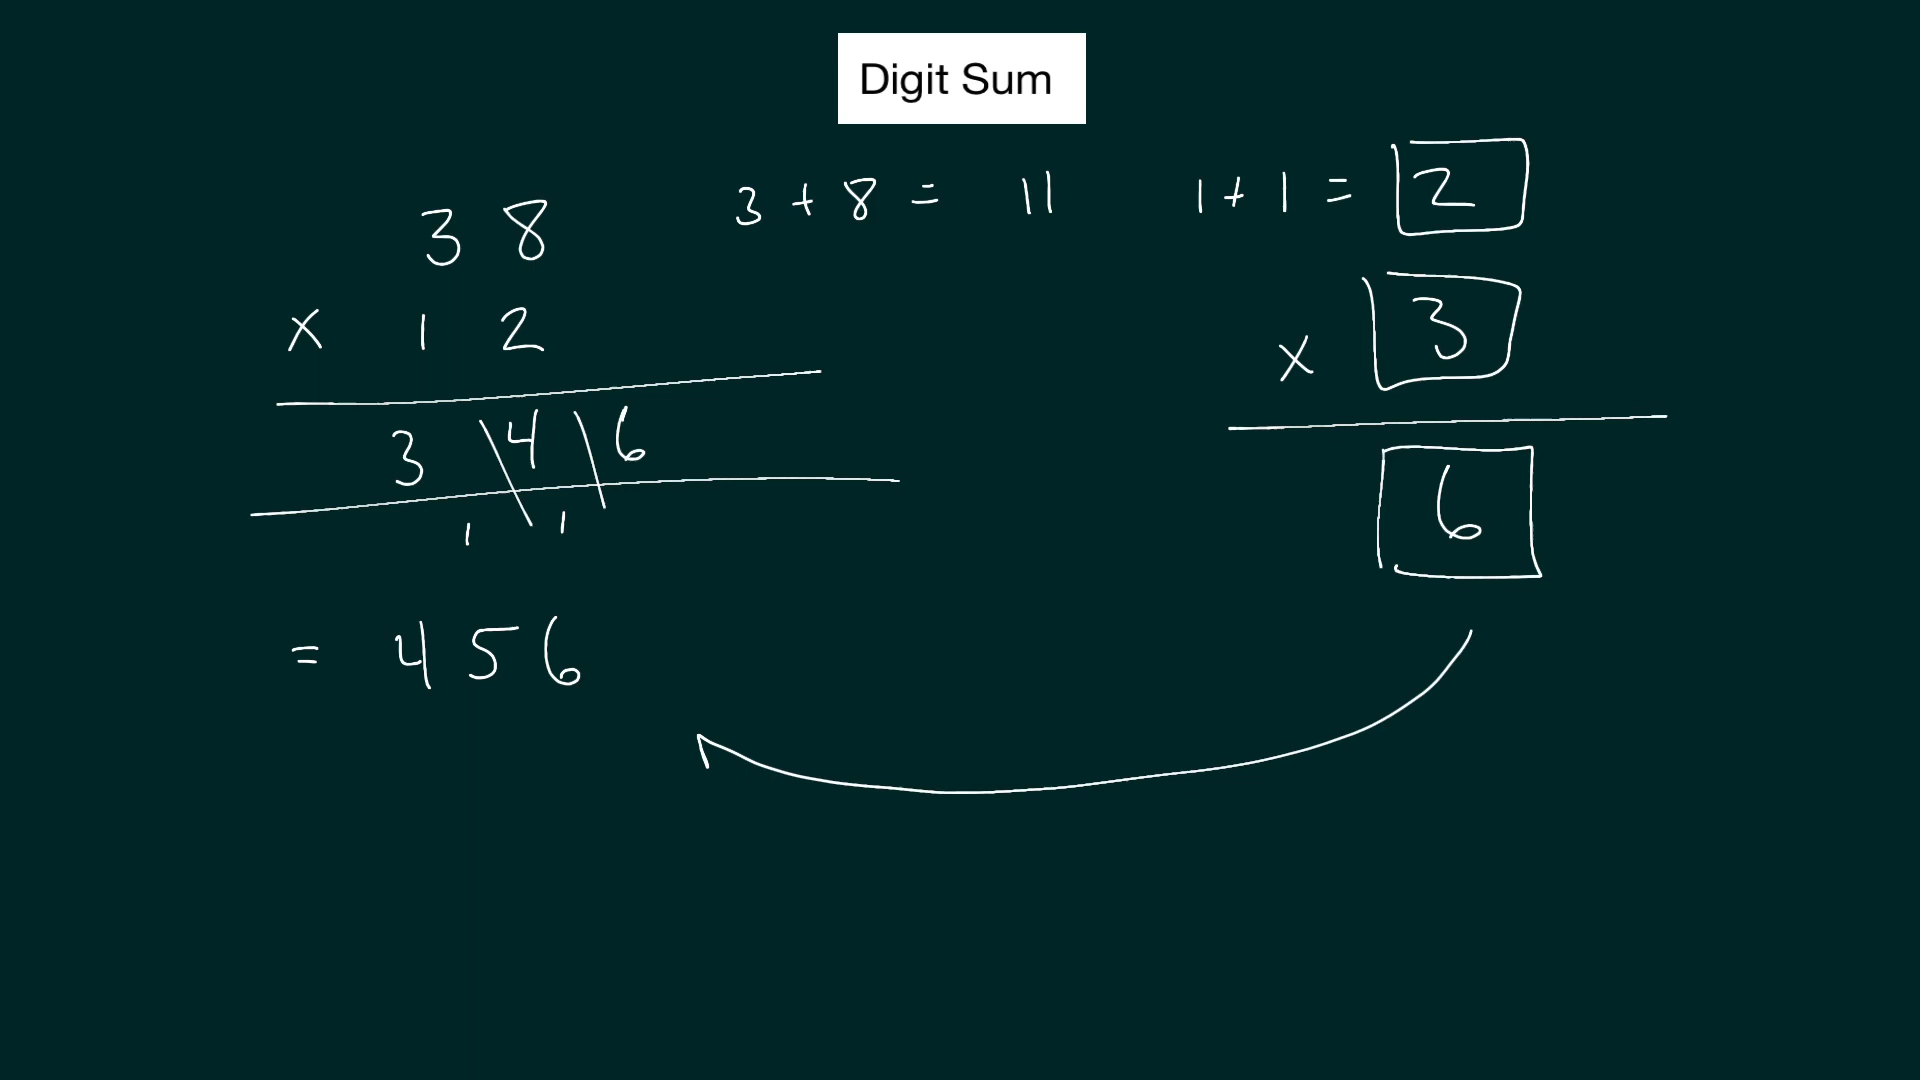 Digit Sum
3 8 3 + 8 = 11 1 + 1 = 2
x 1 2 x 3
3 4 6 6
1 1
= 4 5 6